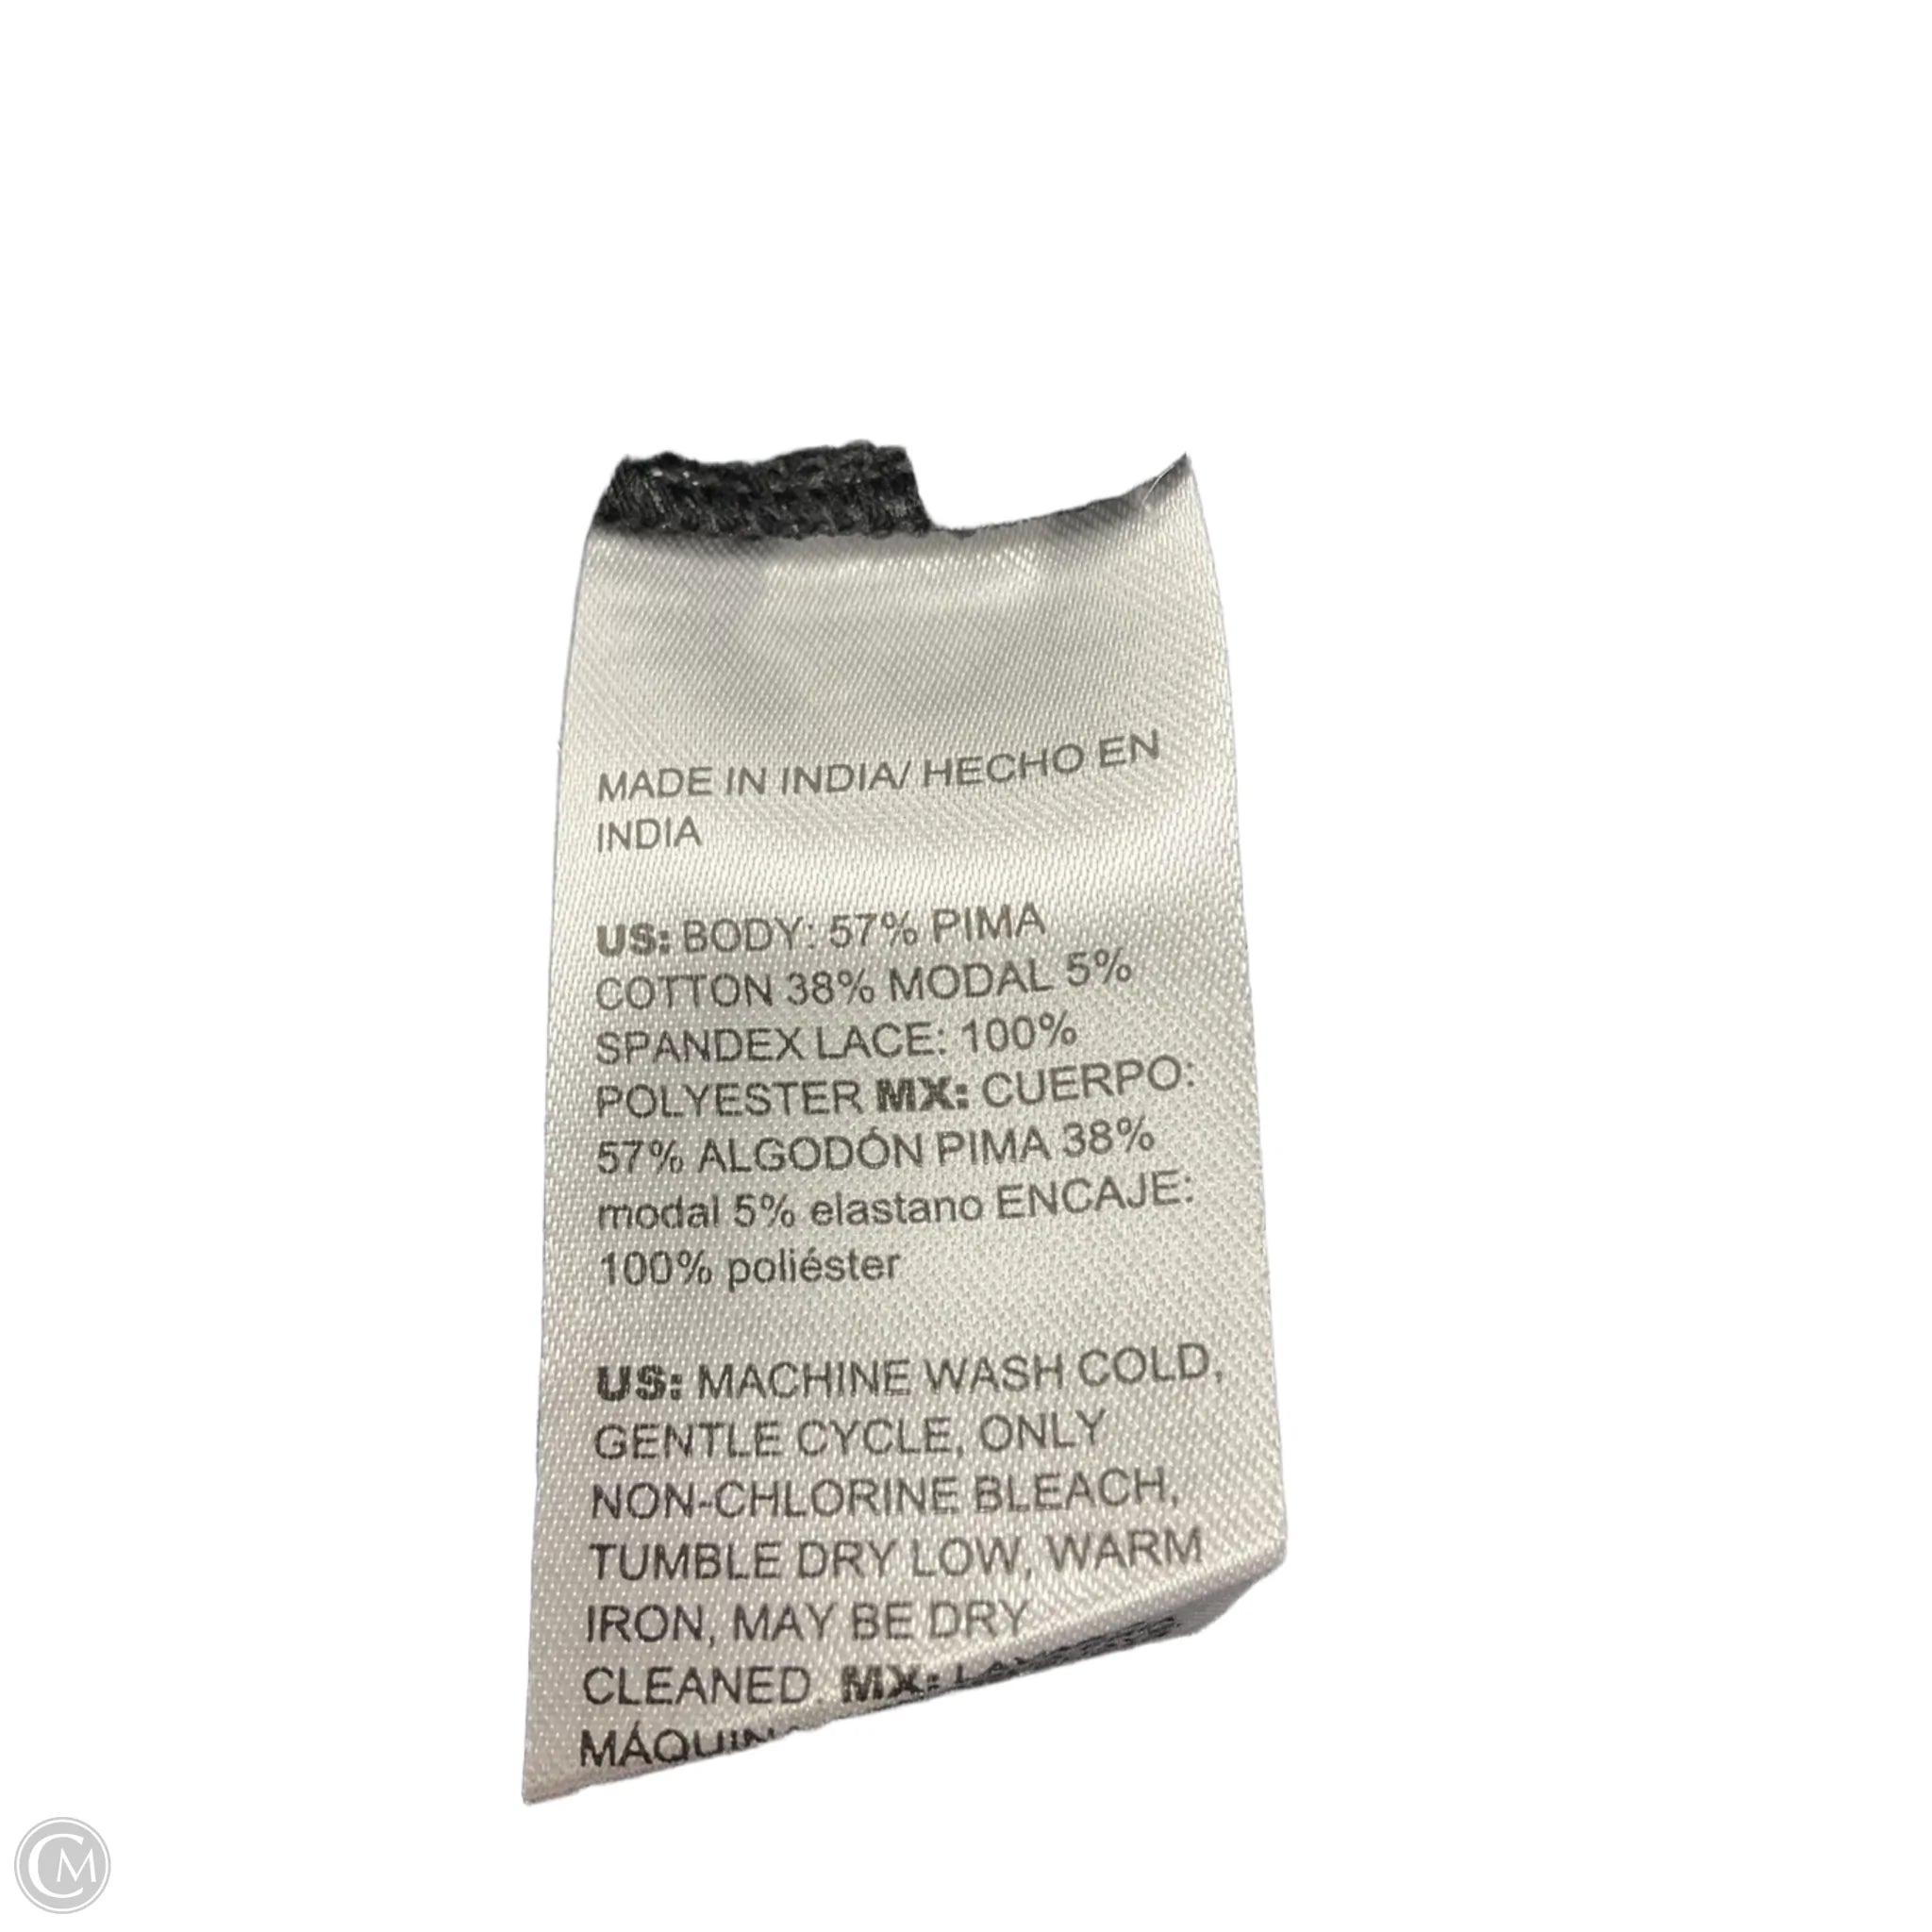 MADE IN INDIA/ HECHO EN
INDIA
US: BODY: 57% PIMA
COTTON 38% MODAL 5%
SPANDEX LACE: 100%
POLYESTER MX: CUERPO:
57% ALGODÓN PIMA 38%
modal 5% elastano ENCAJE:
100% poliéster
US: MACHINE WASH COLD,
GENTLE CYCLE, ONLY
NON-CHLORINE BLEACH,
TUMBLE DRY LOW, WARM
IRON, MAY BE DRY
CLEANED. MX:
CM